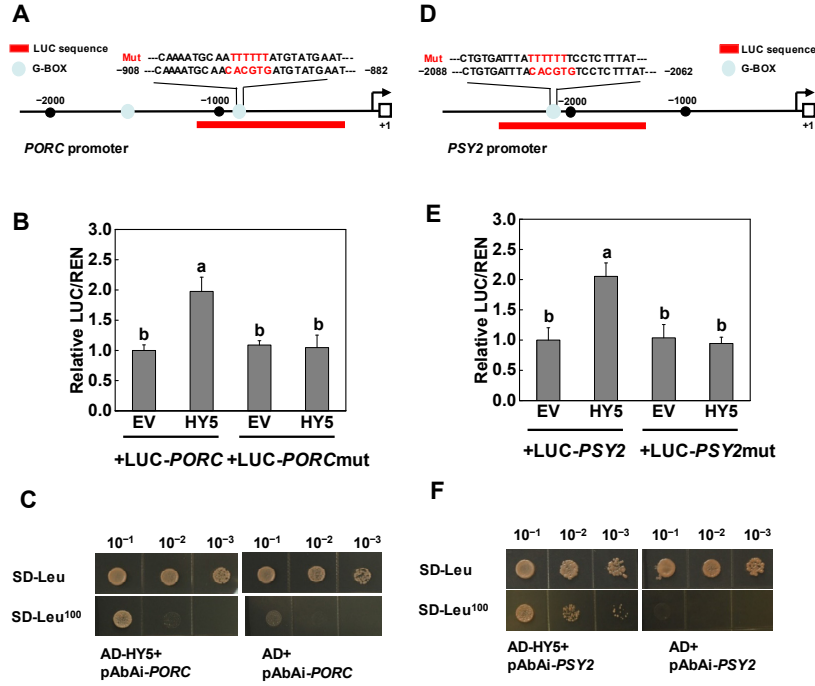 A
Mut ---CAAAATGCAATTTTTTATGTATGAAT---
−908 ---CAAAATGCAACACGTGATGTATGAAT--- −882
LUC sequence
G-BOX
−2000 −1000
+1
PORC promoter
D
Mut ---CTGTGATTTATTTTTTTCCTCTTTAT---
−2088 ---CTGTGATTTACACGTGTCCTCTTTAT--- −2062
LUC sequence
G-BOX
−2000 −1000
+1
PSY2 promoter
B
Relative LUC/REN
3.0
2.5
2.0
1.5
1.0
0.5
0.0
b a b b
EV HY5 EV HY5
+LUC-PORC +LUC-PORCmut
E
Relative LUC/REN
3.0
2.5
2.0
1.5
1.0
0.5
0.0
b a b b
EV HY5 EV HY5
+LUC-PSY2 +LUC-PSY2mut
C
10⁻¹ 10⁻² 10⁻³ 10⁻¹ 10⁻² 10⁻³
SD-Leu
SD-Leu¹⁰⁰
AD-HY5+ AD+
pAbAi-PORC pAbAi-PORC
F
10⁻¹ 10⁻² 10⁻³ 10⁻¹ 10⁻² 10⁻³
SD-Leu
SD-Leu¹⁰⁰
AD-HY5+ AD+
pAbAi-PSY2 pAbAi-PSY2